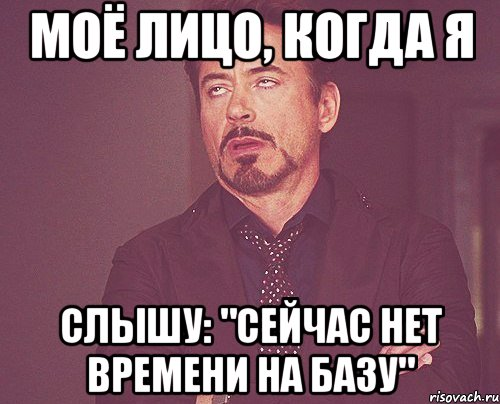 МОЁ ЛИЦО, КОГДА Я
СЛЫШУ: "СЕЙЧАС НЕТ
ВРЕМЕНИ НА БАЗУ"
risovach.ru